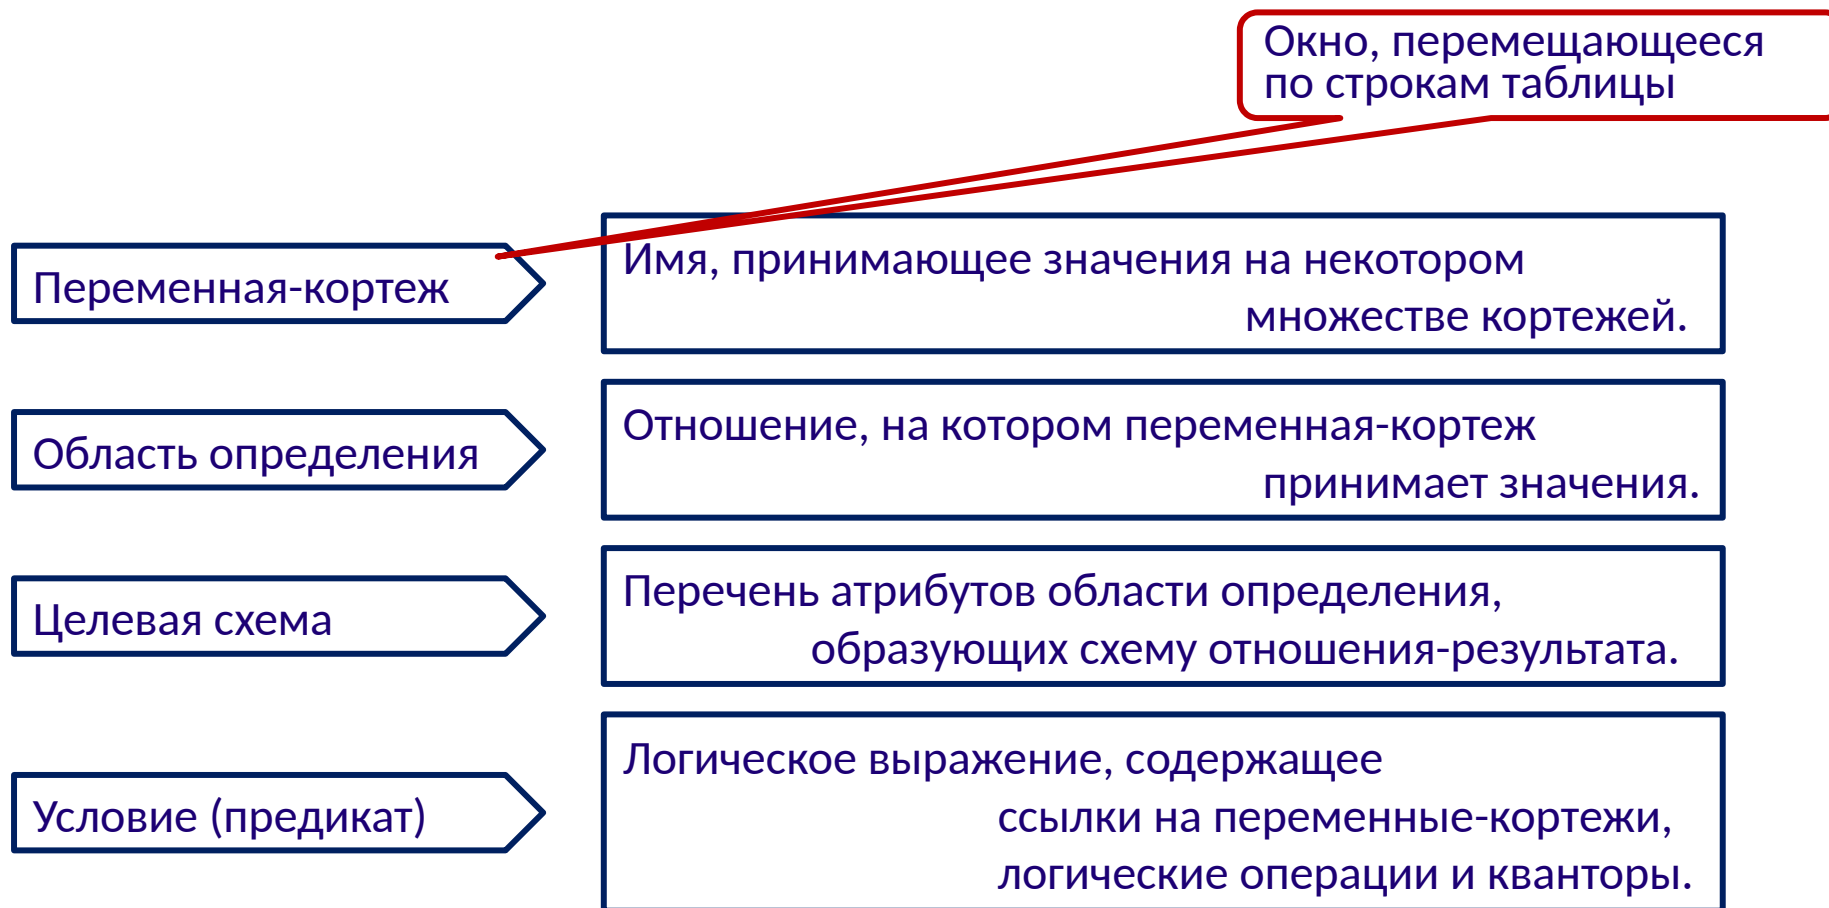 Окно, перемещающееся
по строкам таблицы
Переменная-кортеж
Имя, принимающее значения на некотором
множестве кортежей.
Область определения
Отношение, на котором переменная-кортеж
принимает значения.
Целевая схема
Перечень атрибутов области определения,
образующих схему отношения-результата.
Условие (предикат)
Логическое выражение, содержащее
ссылки на переменные-кортежи,
логические операции и кванторы.